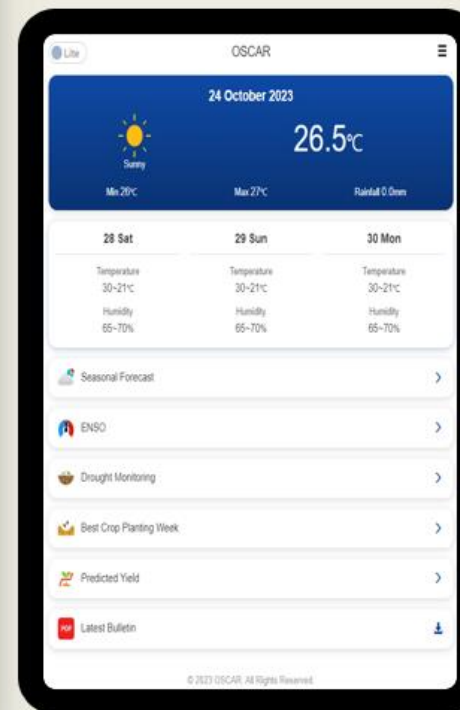 Lite
OSCAR
24 October 2023
26.5°C
Sunny
Min 26°C
Max 27°C
Rainfall 0.0mm
28 Sat
29 Sun
30 Mon
Temperature
Temperature
Temperature
30~21°C
30~21°C
30~21°C
Humidity
Humidity
Humidity
65~70%
65~70%
65~70%
Seasonal Forecast
ENSO
Drought Monitoring
Best Crop Planting Week
Predicted Yield
PDF
Latest Bulletin
© 2023 OSCAR. All Rights Reserved.